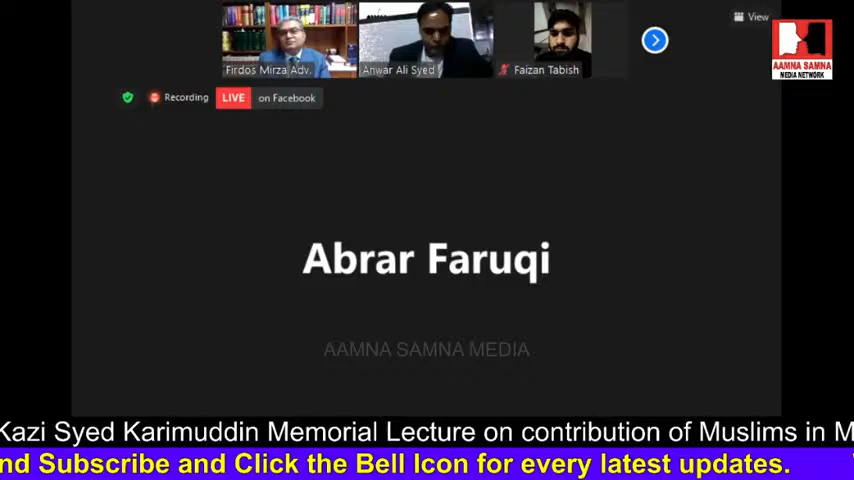 View
AAMNA SAMNA
MEDIA NETWORK
Firdos Mirza Adv.
Anwar Ali Syed
Faizan Tabish
Recording
LIVE
on Facebook
Abrar Faruqi
AAMNA SAMNA MEDIA
Kazi Syed Karimuddin Memorial Lecture on contribution of Muslims in M
nd Subscribe and Click the Bell Icon for every latest updates.